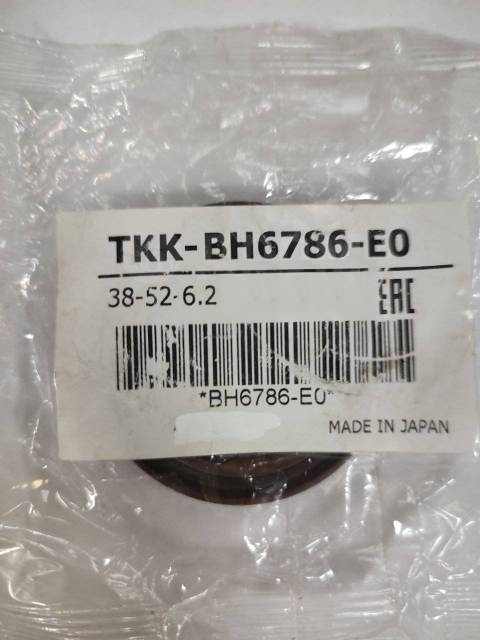 TKK-BH6786-E0
38-52-6.2
EAC
*BH6786-E0*
MADE IN JAPAN